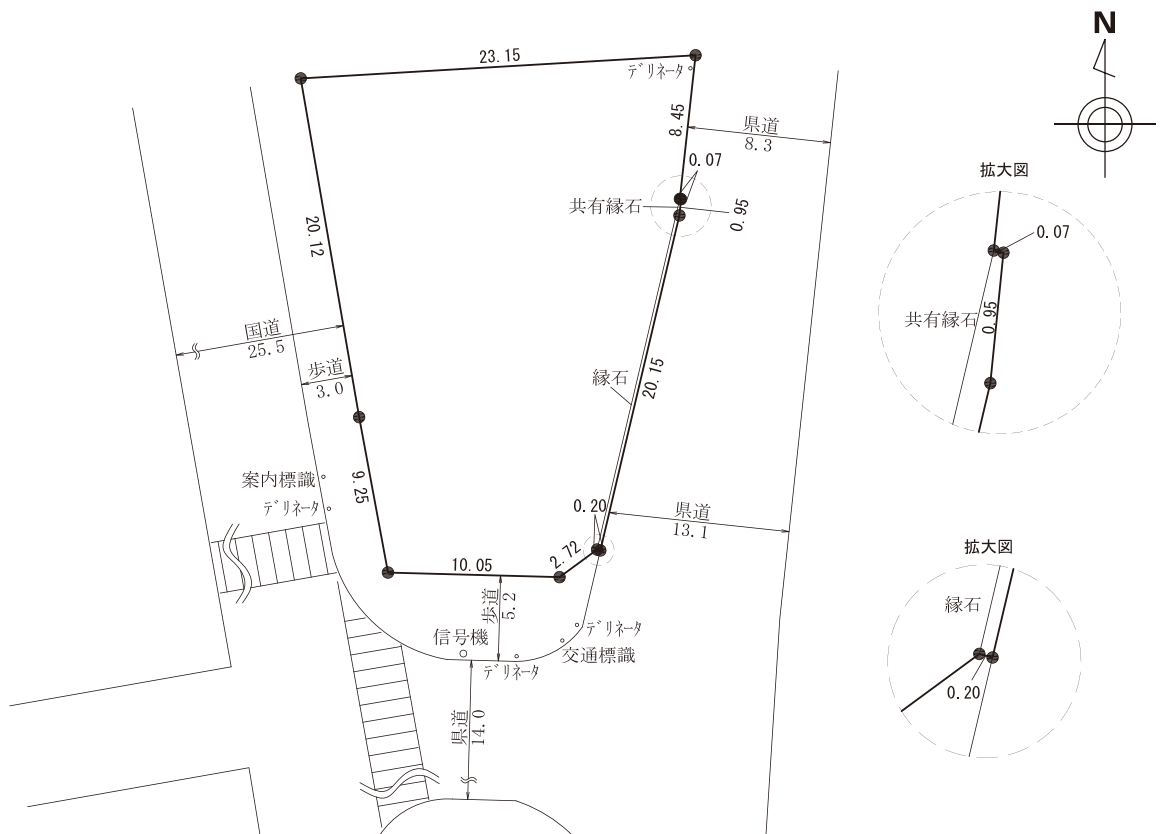 N
23.15
デリネータ
8.45
県道
8.3
0.07
共有縁石
0.95
拡大図
0.07
共有縁石
0.95
20.12
国道
25.5
歩道
3.0
縁石
20.15
案内標識
デリネータ
9.25
0.20
県道
13.1
10.05
2.72
歩道
5.2
信号機
デリネータ
デリネータ
交通標識
県道
14.0
拡大図
縁石
0.20